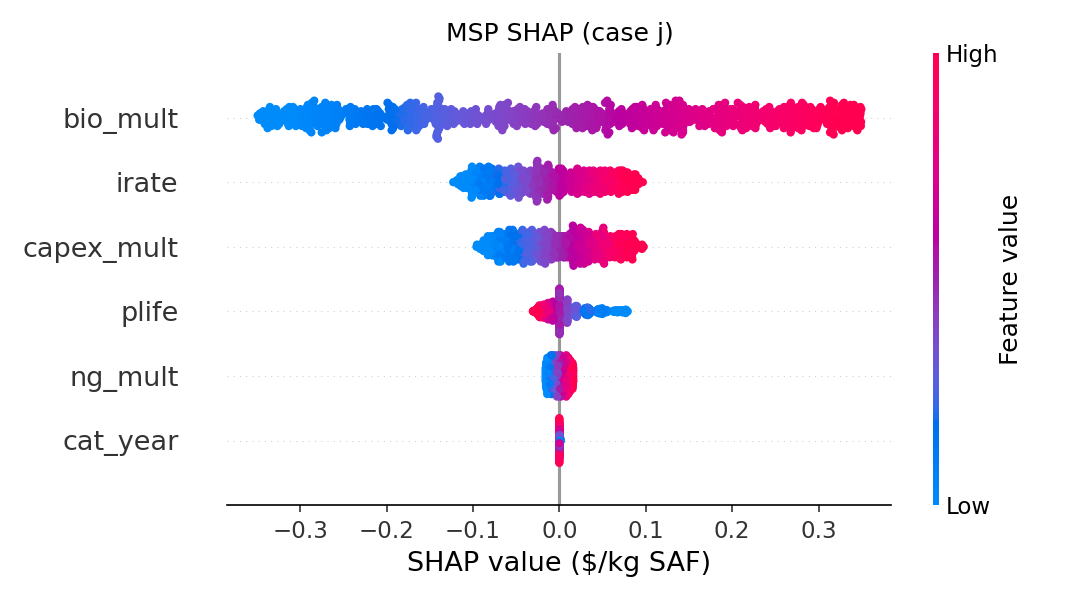 MSP SHAP (case j)
High
bio_mult
irate
capex_mult
plife
ng_mult
cat_year
Feature value
Low
−0.3 −0.2 −0.1 0.0 0.1 0.2 0.3
SHAP value ($/kg SAF)